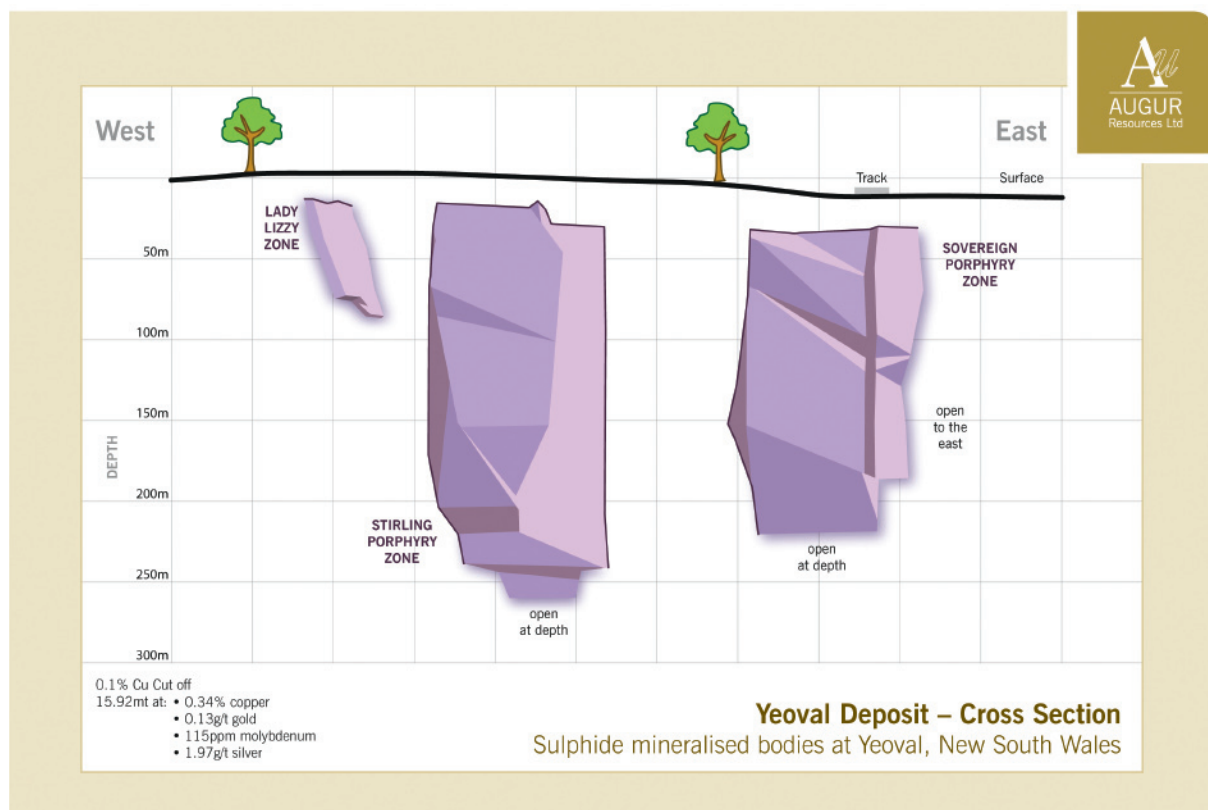 Au
AUGUR
Resources Ltd
West
East
Track
Surface
LADY
LIZZY
ZONE
SOVEREIGN
PORPHYRY
ZONE
50m
100m
150m
200m
250m
300m
DEPTH
open
to the
east
STIRLING
PORPHYRY
ZONE
open
at depth
open
at depth
0.1% Cu Cut off
15.92mt at: • 0.34% copper
• 0.13g/t gold
• 115ppm molybdenum
• 1.97g/t silver
Yeoval Deposit – Cross Section
Sulphide mineralised bodies at Yeoval, New South Wales